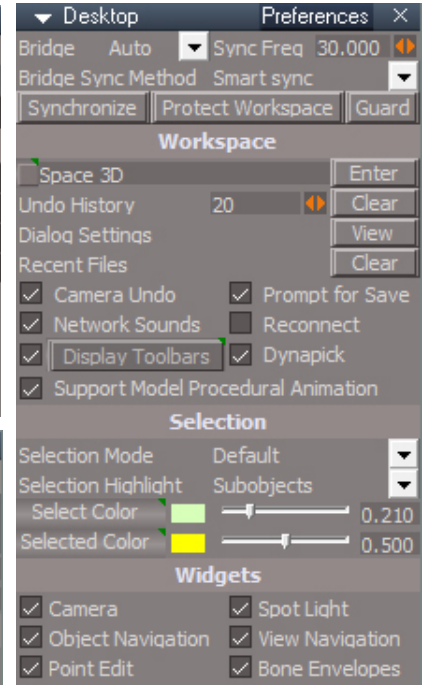 Desktop Preferences
Bridge Auto Sync Freq 30.000
Bridge Sync Method Smart sync
Synchronize Protect Workspace Guard
Workspace
Space 3D Enter
Undo History 20 Clear
Dialog Settings View
Recent Files Clear
Camera Undo Prompt for Save
Network Sounds Reconnect
Display Toolbars Dynapick
Support Model Procedural Animation
Selection
Selection Mode Default
Selection Highlight Subobjects
Select Color 0.210
Selected Color 0.500
Widgets
Camera Spot Light
Object Navigation View Navigation
Point Edit Bone Envelopes